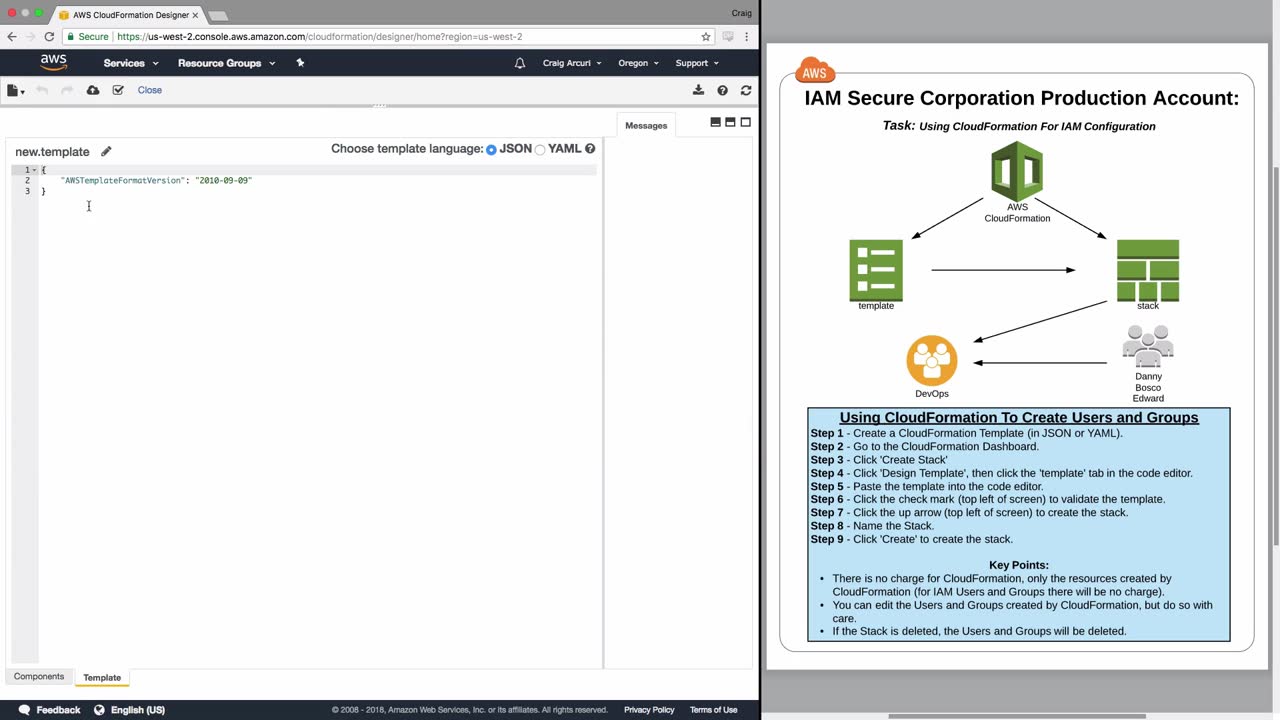 AWS CloudFormation Designer
Craig
Secure
https://us-west-2.console.aws.amazon.com/cloudformation/designer/home?region=us-west-2
aws
Services
Resource Groups
Craig Arcuri
Oregon
Support
Close
Messages
new.template
Choose template language: JSON YAML
1 {
2 "AWSTemplateFormatVersion": "2010-09-09"
3 }
Components
Template
Feedback
English (US)
© 2008 - 2018, Amazon Web Services, Inc. or its affiliates. All rights reserved.
Privacy Policy
Terms of Use
AWS
IAM Secure Corporation Production Account:
Task: Using CloudFormation For IAM Configuration
AWS
CloudFormation
template
stack
DevOps
Danny
Bosco
Edward
Using CloudFormation To Create Users and Groups
Step 1 - Create a CloudFormation Template (in JSON or YAML).
Step 2 - Go to the CloudFormation Dashboard.
Step 3 - Click 'Create Stack'
Step 4 - Click 'Design Template', then click the 'template' tab in the code editor.
Step 5 - Paste the template into the code editor.
Step 6 - Click the check mark (top left of screen) to validate the template.
Step 7 - Click the up arrow (top left of screen) to create the stack.
Step 8 - Name the Stack.
Step 9 - Click 'Create' to create the stack.
Key Points:
• There is no charge for CloudFormation, only the resources created by
CloudFormation (for IAM Users and Groups there will be no charge).
• You can edit the Users and Groups created by CloudFormation, but do so with
care.
• If the Stack is deleted, the Users and Groups will be deleted.